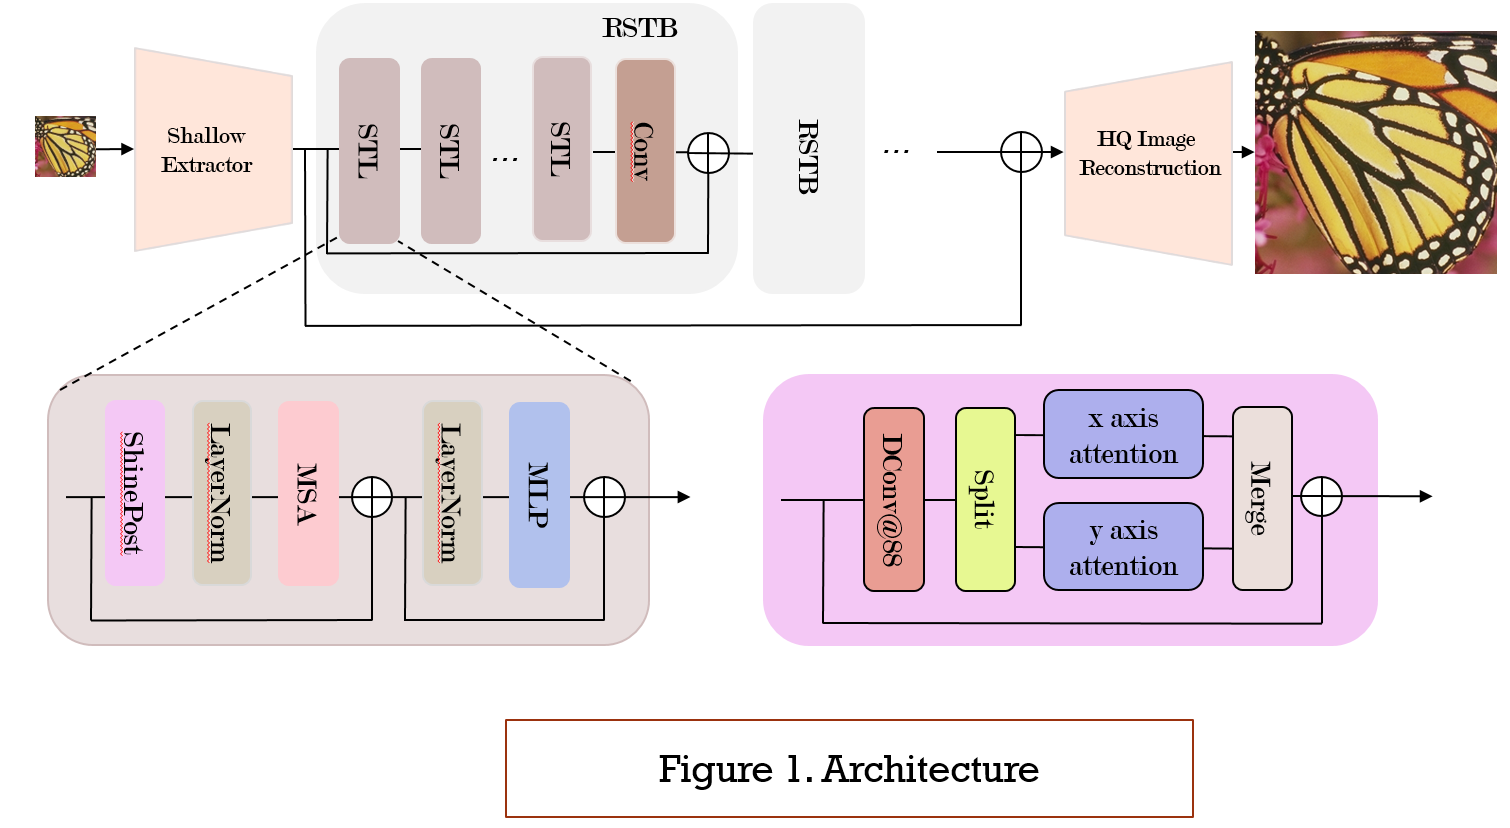 RSTB
Shallow
Extractor
STL
STL
...
STL
Conv
RSTB
...
HQ Image
Reconstruction
ShinePost
LayerNorm
MSA
LayerNorm
MLP
DConv@88
Split
x axis
attention
y axis
attention
Merge
Figure 1. Architecture